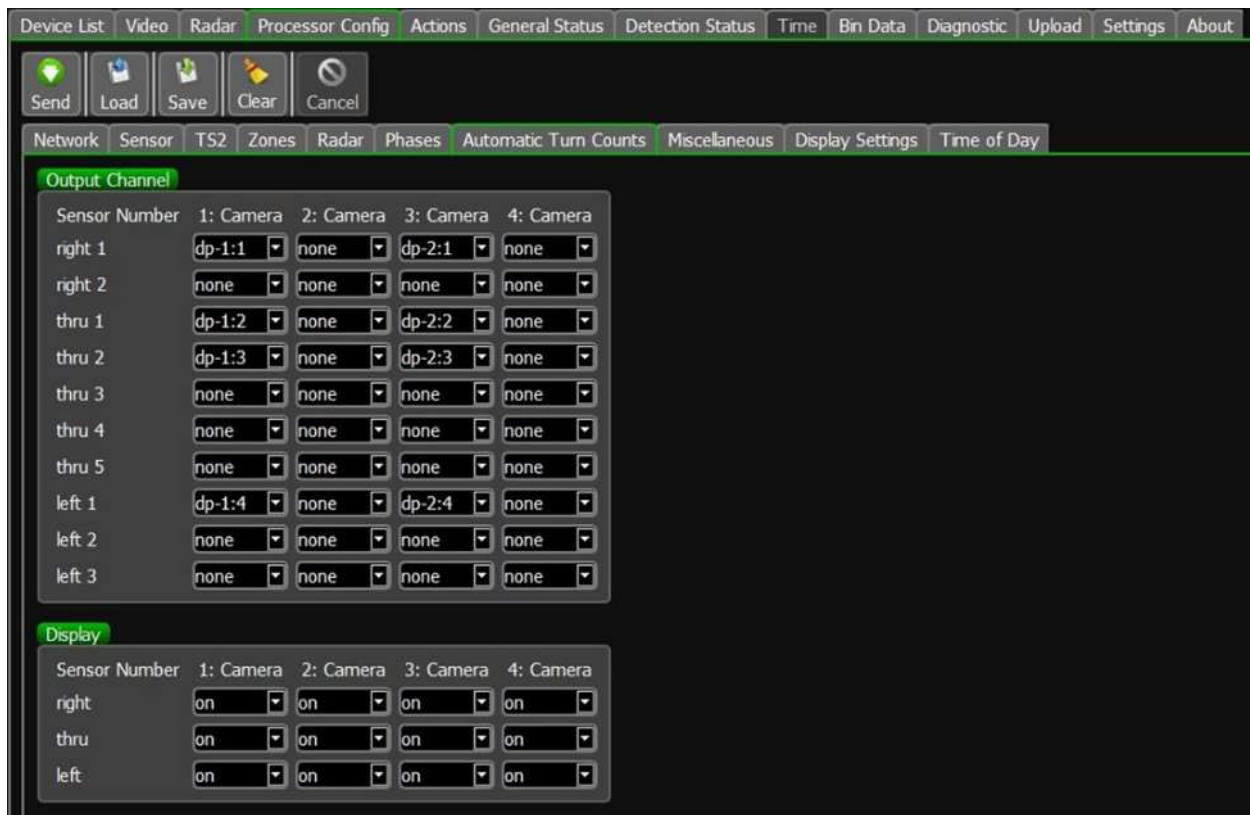 Device List Video Radar Processor Config Actions General Status Detection Status Time Bin Data Diagnostic Upload Settings About
Send Load Save Clear Cancel
Network Sensor TS2 Zones Radar Phases Automatic Turn Counts Miscellaneous Display Settings Time of Day
Output Channel
Sensor Number 1: Camera 2: Camera 3: Camera 4: Camera
right 1 dp-1:1 none dp-2:1 none
right 2 none none none none
thru 1 dp-1:2 none dp-2:2 none
thru 2 dp-1:3 none dp-2:3 none
thru 3 none none none none
thru 4 none none none none
thru 5 none none none none
left 1 dp-1:4 none dp-2:4 none
left 2 none none none none
left 3 none none none none
Display
Sensor Number 1: Camera 2: Camera 3: Camera 4: Camera
right on on on on
thru on on on on
left on on on on